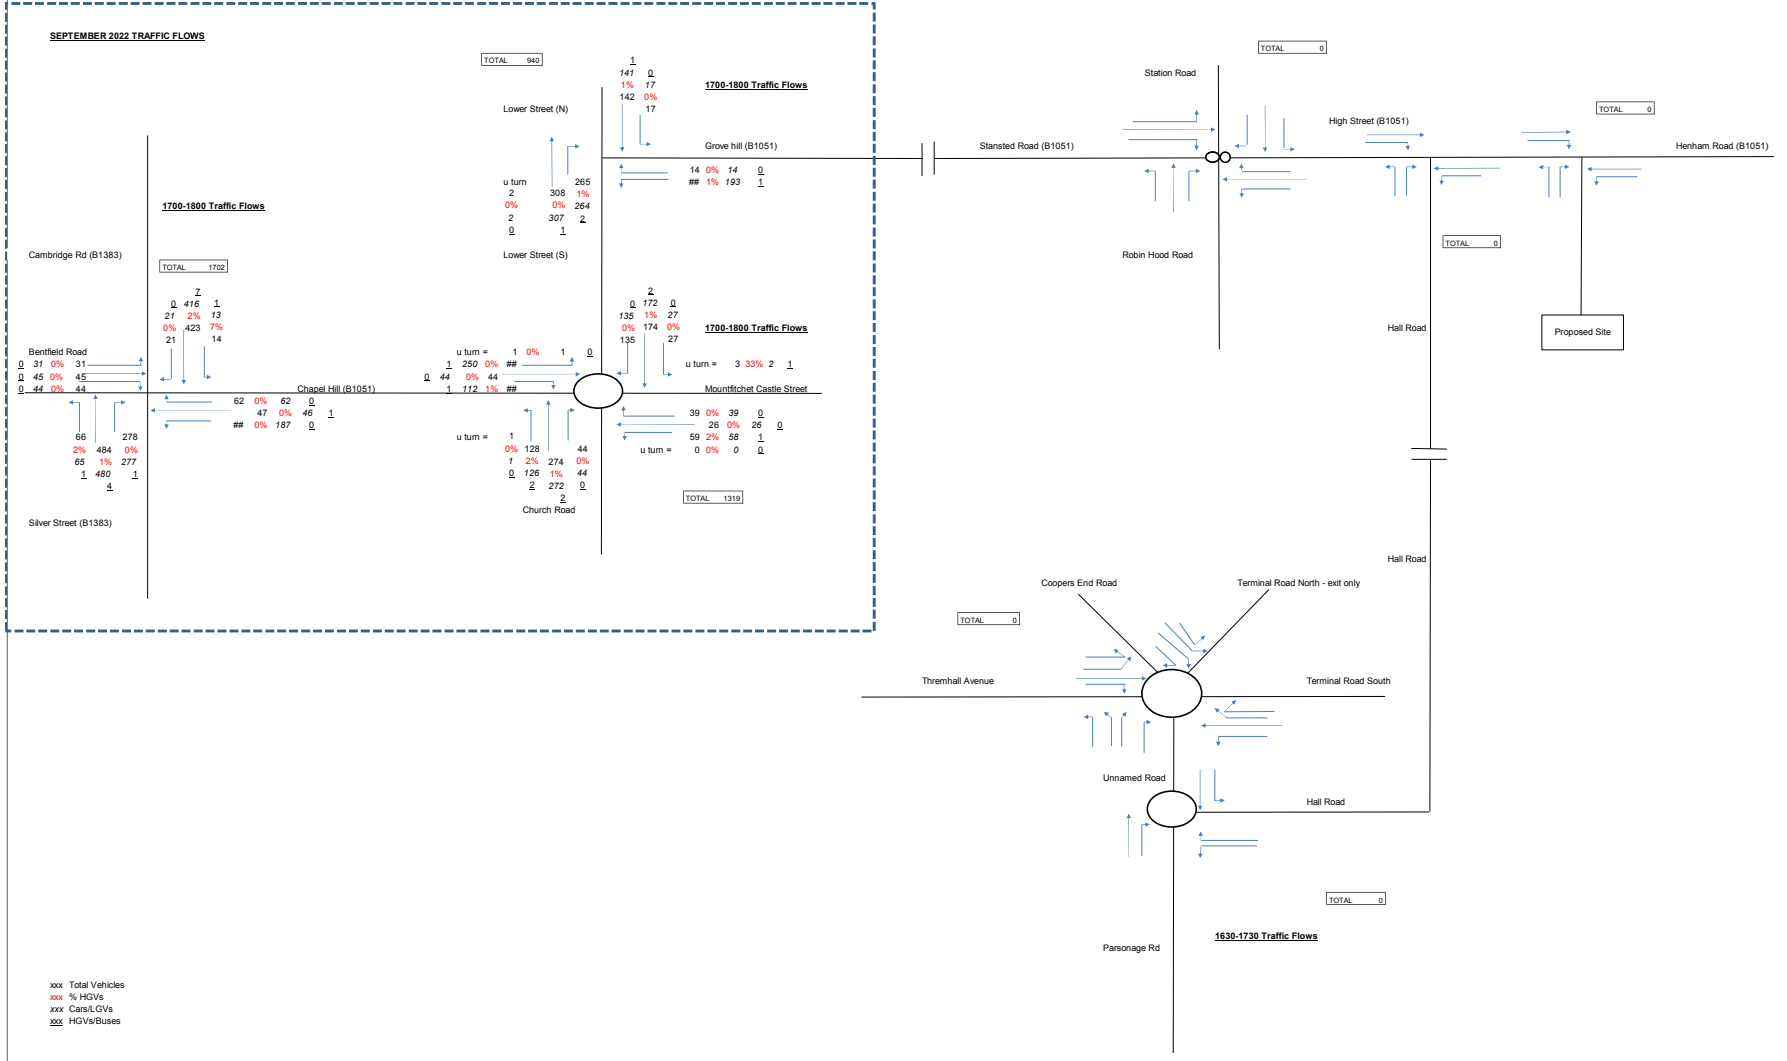 SEPTEMBER 2022 TRAFFIC FLOWS
TOTAL 940
1
141 0
1% 17
142 0%
17
1700-1800 Traffic Flows
Lower Street (N)
Grove hill (B1051)
14 0% 14 0
## 1% 193 1
u turn 265
2 308 1%
0% 0% 264
2 307 2
0 1
Lower Street (S)
1700-1800 Traffic Flows
Cambridge Rd (B1383)
TOTAL 1702
7
0 416 1
21 2% 13
0% 423 7%
21 14
Bentfield Road
0 31 0% 31
0 45 0% 45
0 44 0% 44
Chapel Hill (B1051)
62 0% 62 0
47 0% 46 1
## 0% 187 0
66 278
2% 484 0%
65 1% 277
1 480 1
4
Silver Street (B1383)
2
0 172 0
135 1% 27
0% 174 0%
135 27
1700-1800 Traffic Flows
u turn = 1 0% 1 0
1 250 0% ##
0 44 0% 44
1 112 1% ##
u turn = 3 33% 2 1
Mountfitchet Castle Street
39 0% 39 0
26 0% 26 0
59 2% 58 1
u turn = 0 0% 0 0
u turn = 1
0% 128 44
1 2% 274 0%
0 126 1% 44
2 272 0
2
Church Road
TOTAL 1319
TOTAL 0
Station Road
Stansted Road (B1051)
High Street (B1051)
TOTAL 0
Henham Road (B1051)
Robin Hood Road
TOTAL 0
Hall Road
Proposed Site
Hall Road
Coopers End Road
Terminal Road North - exit only
TOTAL 0
Thremhall Avenue
Terminal Road South
Unnamed Road
Hall Road
TOTAL 0
1630-1730 Traffic Flows
Parsonage Rd
xxx Total Vehicles
xxx % HGVs
xxx Cars/LGVs
xxx HGVs/Buses